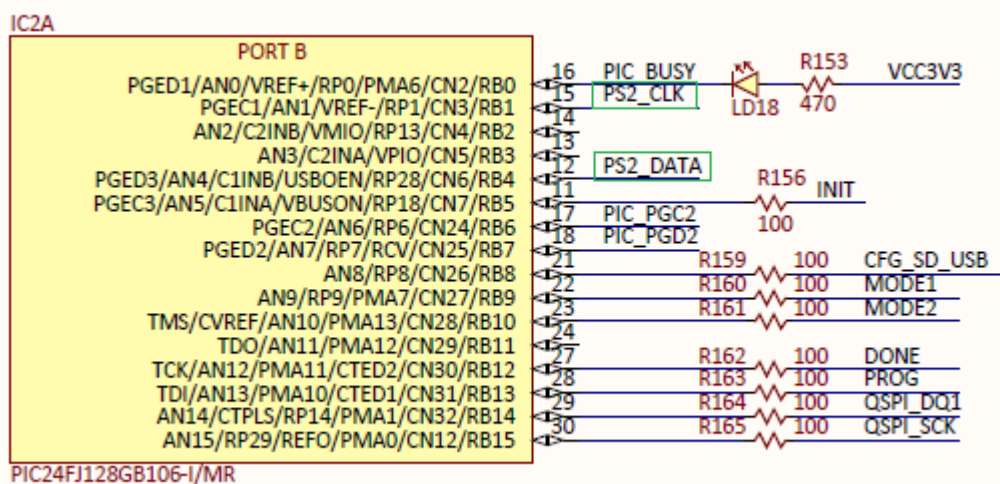 IC2A
PORT B
PGED1/AN0/VREF+/RP0/PMA6/CN2/RB0 16 PIC_BUSY LD18 R153 470 VCC3V3
PGEC1/AN1/VREF-/RP1/CN3/RB1 15 PS2_CLK
AN2/C2INB/VMIO/RP13/CN4/RB2 14
AN3/C2INA/VPIO/CN5/RB3 13
PGED3/AN4/C1INB/USBOEN/RP28/CN6/RB4 12 PS2_DATA
PGEC3/AN5/C1INA/VBUSON/RP18/CN7/RB5 11 R156 100 INIT
PGEC2/AN6/RP6/CN24/RB6 17 PIC_PGC2
PGED2/AN7/RP7/RCV/CN25/RB7 18 PIC_PGD2
AN8/RP8/CN26/RB8 21 R159 100 CFG_SD_USB
AN9/RP9/PMA7/CN27/RB9 22 R160 100 MODE1
TMS/CVREF/AN10/PMA13/CN28/RB10 23 R161 100 MODE2
TDO/AN11/PMA12/CN29/RB11 24
TCK/AN12/PMA11/CTED2/CN30/RB12 27 R162 100 DONE
TDI/AN13/PMA10/CTED1/CN31/RB13 28 R163 100 PROG
AN14/CTPLS/RP14/PMA1/CN32/RB14 29 R164 100 QSPI_DQ1
AN15/RP29/REFO/PMA0/CN12/RB15 30 R165 100 QSPI_SCK
PIC24FJ128GB106-I/MR